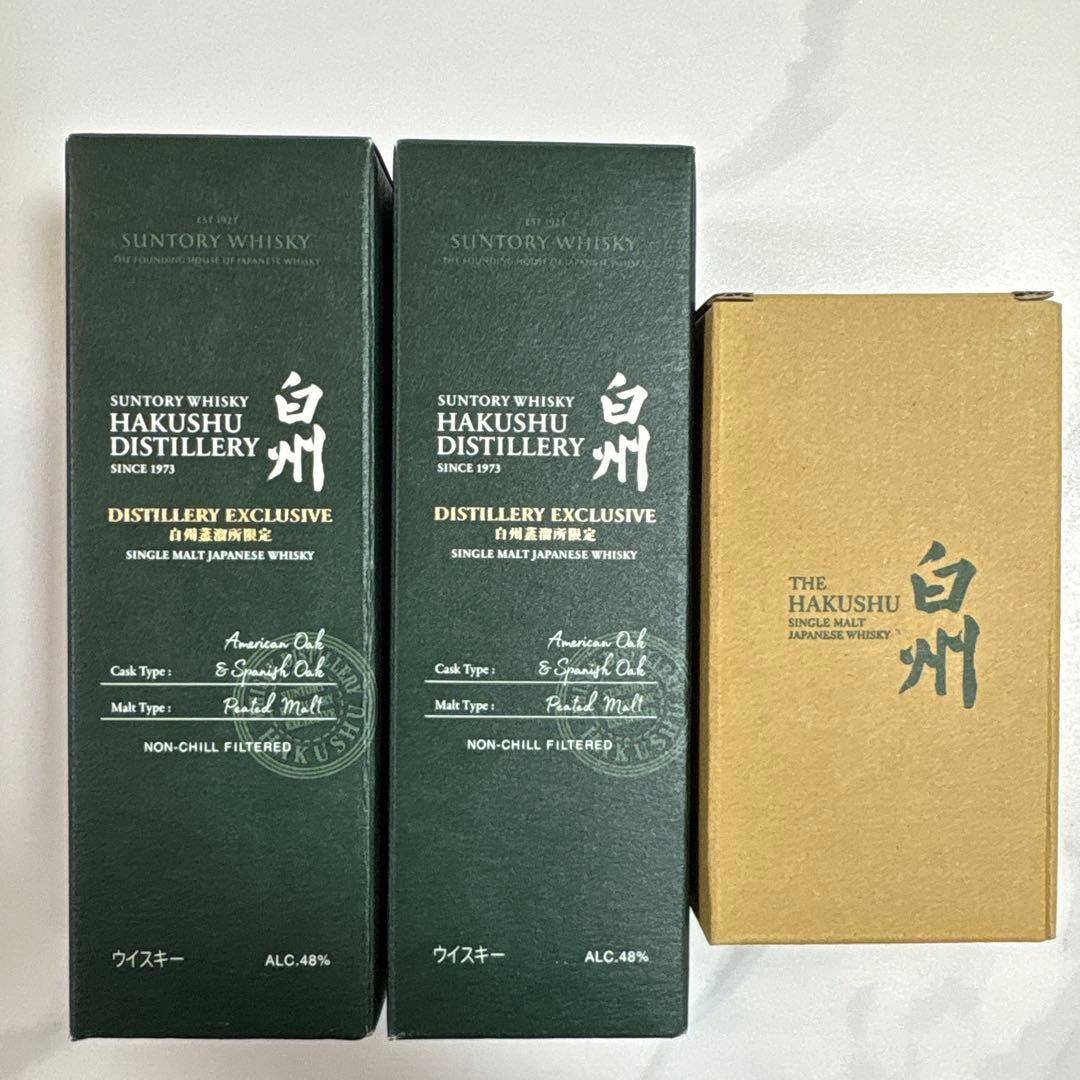 EST 1923
SUNTORY WHISKY
THE FOUNDING HOUSE OF JAPANESE WHISKY
SUNTORY WHISKY
HAKUSHU
DISTILLERY
SINCE 1973
白州
DISTILLERY EXCLUSIVE
白州蒸溜所限定
SINGLE MALT JAPANESE WHISKY
Cask Type :
American Oak
& Spanish Oak
Malt Type :
Peated Malt
NON-CHILL FILTERED
HAKUSHU
ウイスキー
ALC.48%
EST 1923
SUNTORY WHISKY
THE FOUNDING HOUSE OF JAPANESE WHISKY
SUNTORY WHISKY
HAKUSHU
DISTILLERY
SINCE 1973
白州
DISTILLERY EXCLUSIVE
白州蒸溜所限定
SINGLE MALT JAPANESE WHISKY
Cask Type :
American Oak
& Spanish Oak
Malt Type :
Peated Malt
NON-CHILL FILTERED
HAKUSHU
ウイスキー
ALC.48%
THE
HAKUSHU
SINGLE MALT
JAPANESE WHISKY
白州